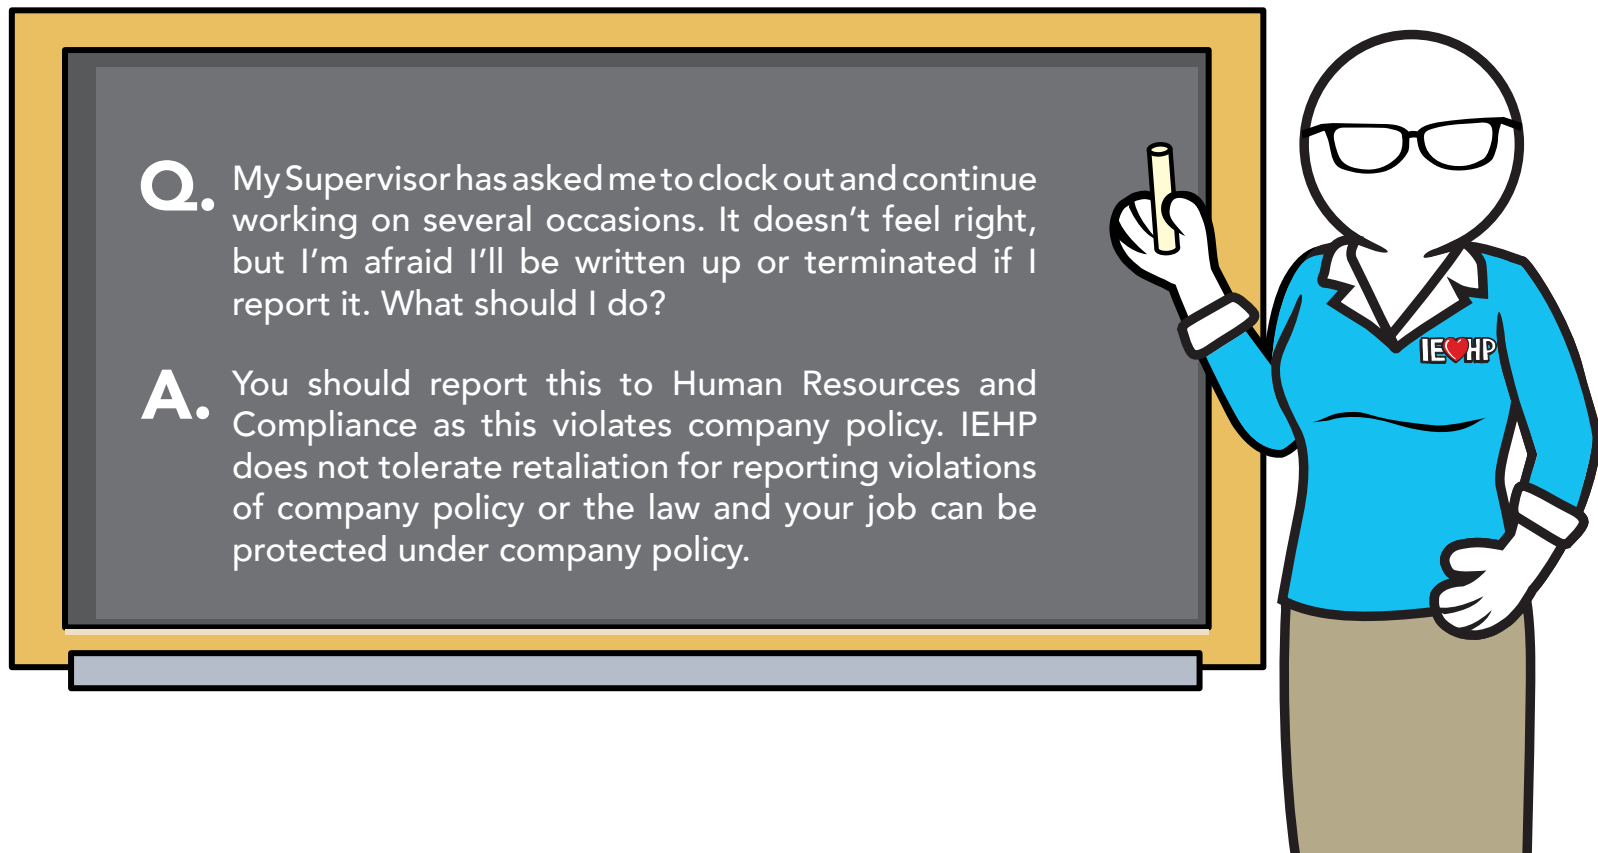 Q. My Supervisor has asked me to clock out and continue
working on several occasions. It doesn’t feel right,
but I’m afraid I’ll be written up or terminated if I
report it. What should I do?
A. You should report this to Human Resources and
Compliance as this violates company policy. IEHP
does not tolerate retaliation for reporting violations
of company policy or the law and your job can be
protected under company policy.
IEHP